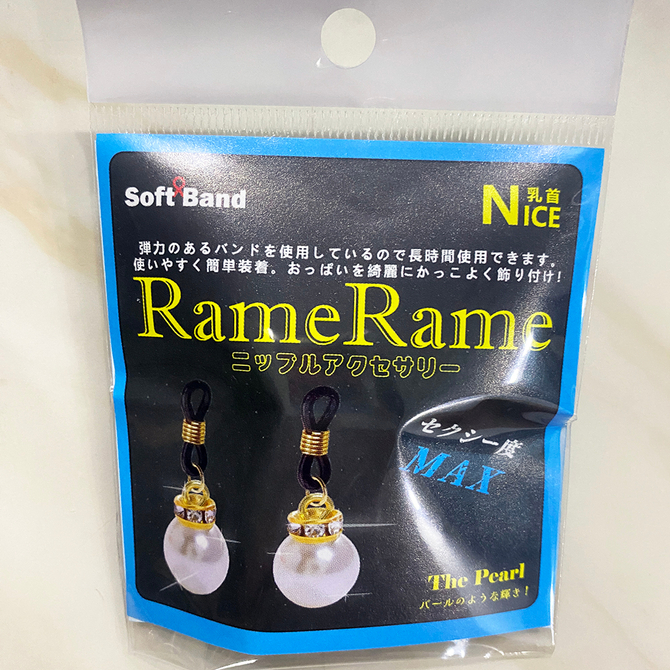 Soft Band
NICE 乳首
弾力のあるバンドを使用しているので長時間使用できます。
使いやすく簡単装着。おっぱいを綺麗にかっこよく飾り付け!
RameRame
ニップルアクセサリー
セクシー度
MAX
The Pearl
パールのような輝き!